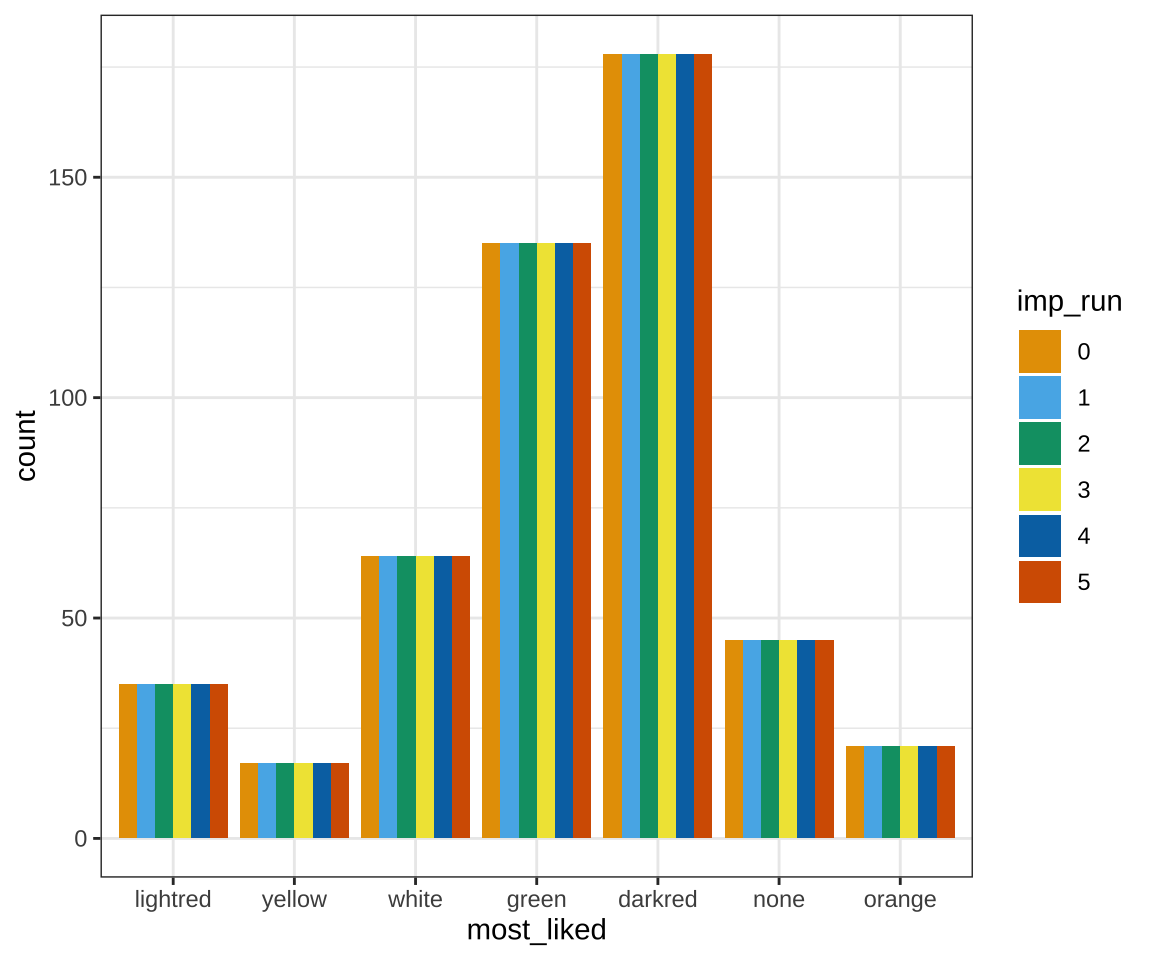 count
150
100
50
0
lightred yellow white green darkred none orange
most_liked
imp_run
0
1
2
3
4
5